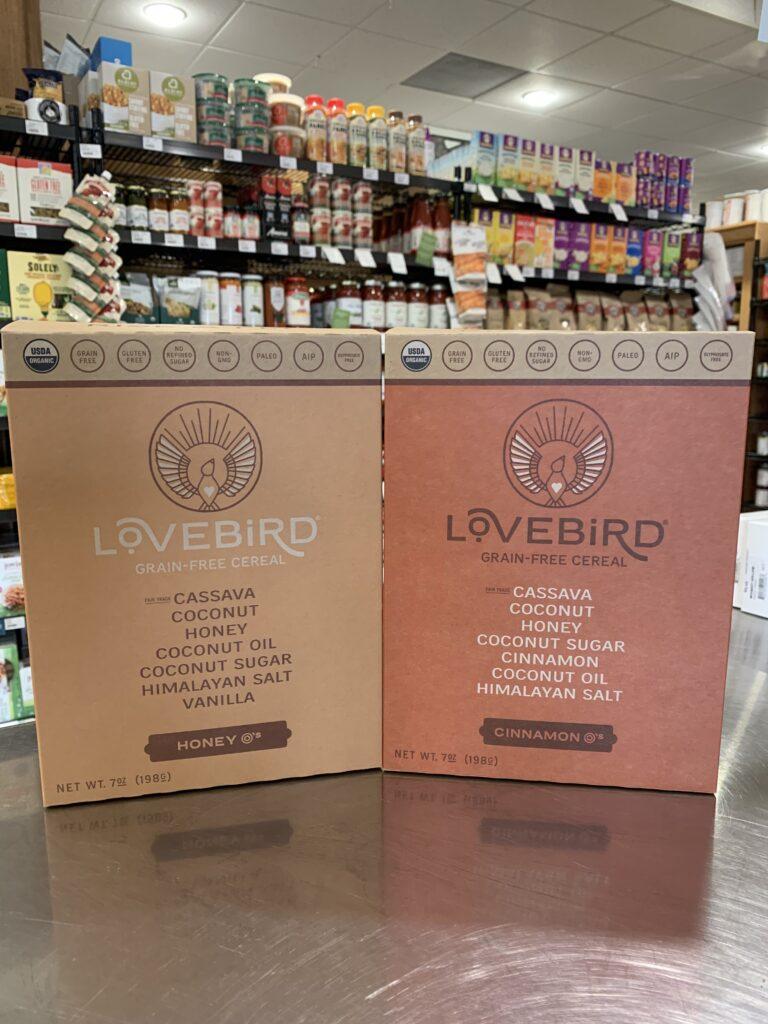 SOLELY
USDA
ORGANIC
GRAIN
FREE
GLUTEN
FREE
NO
REFINED
SUGAR
NON-
GMO
PALEO
AIP
GLYPHOSATE
FREE
LOVEBiRD®
GRAIN-FREE CEREAL
FAIR TRADE CASSAVA
COCONUT
HONEY
COCONUT OIL
COCONUT SUGAR
HIMALAYAN SALT
VANILLA
HONEY O's
NET WT. 7oz (198g)
USDA
ORGANIC
GRAIN
FREE
GLUTEN
FREE
NO
REFINED
SUGAR
NON-
GMO
PALEO
AIP
GLYPHOSATE
FREE
LOVEBiRD®
GRAIN-FREE CEREAL
FAIR TRADE CASSAVA
COCONUT
HONEY
COCONUT SUGAR
CINNAMON
COCONUT OIL
HIMALAYAN SALT
CINNAMON O's
NET WT. 7oz (198g)